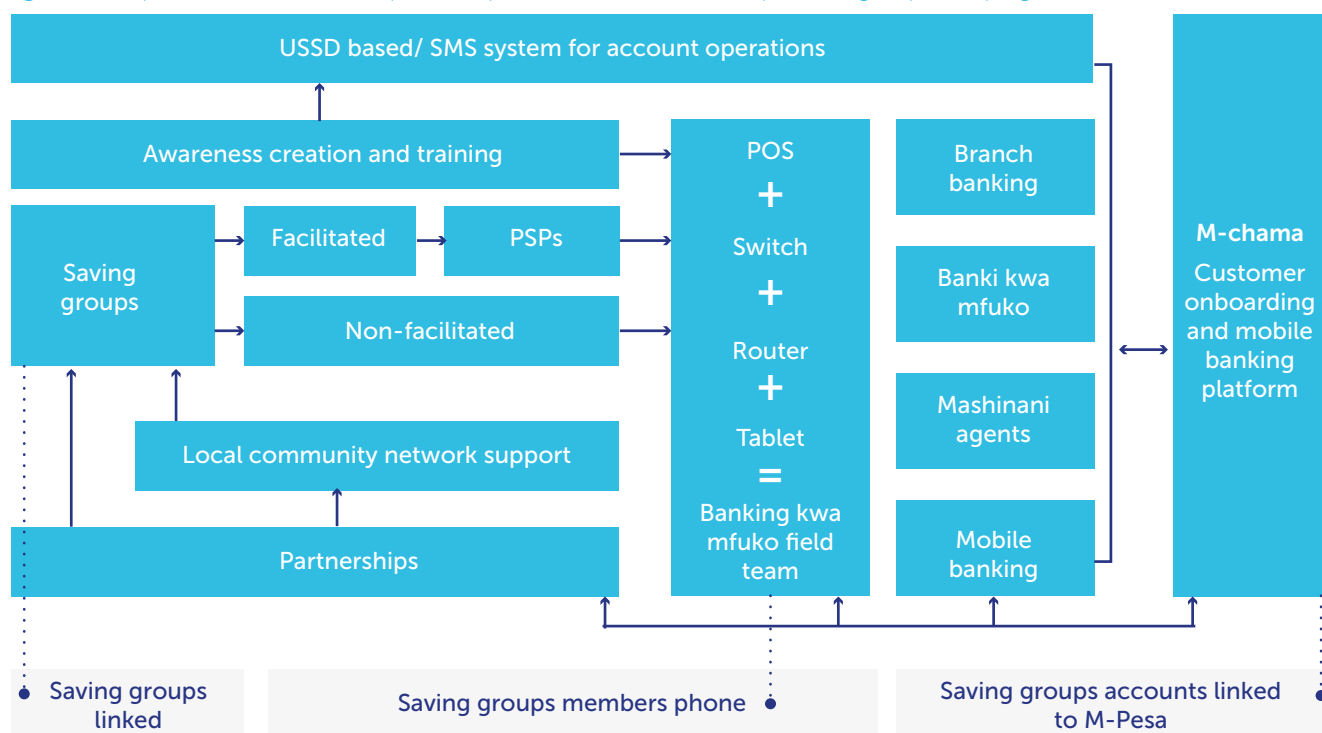 USSD based/ SMS system for account operations
Awareness creation and training
Saving
groups
Facilitated
PSPs
Non-facilitated
Local community network support
Partnerships
POS
+
Switch
+
Router
+
Tablet
=
Banking kwa
mfuko field
team
Branch
banking
Banki kwa
mfuko
Mashinani
agents
Mobile
banking
M-chama
Customer
onboarding
and mobile
banking
platform
Saving groups
linked
Saving groups members phone
Saving groups accounts linked
to M-Pesa